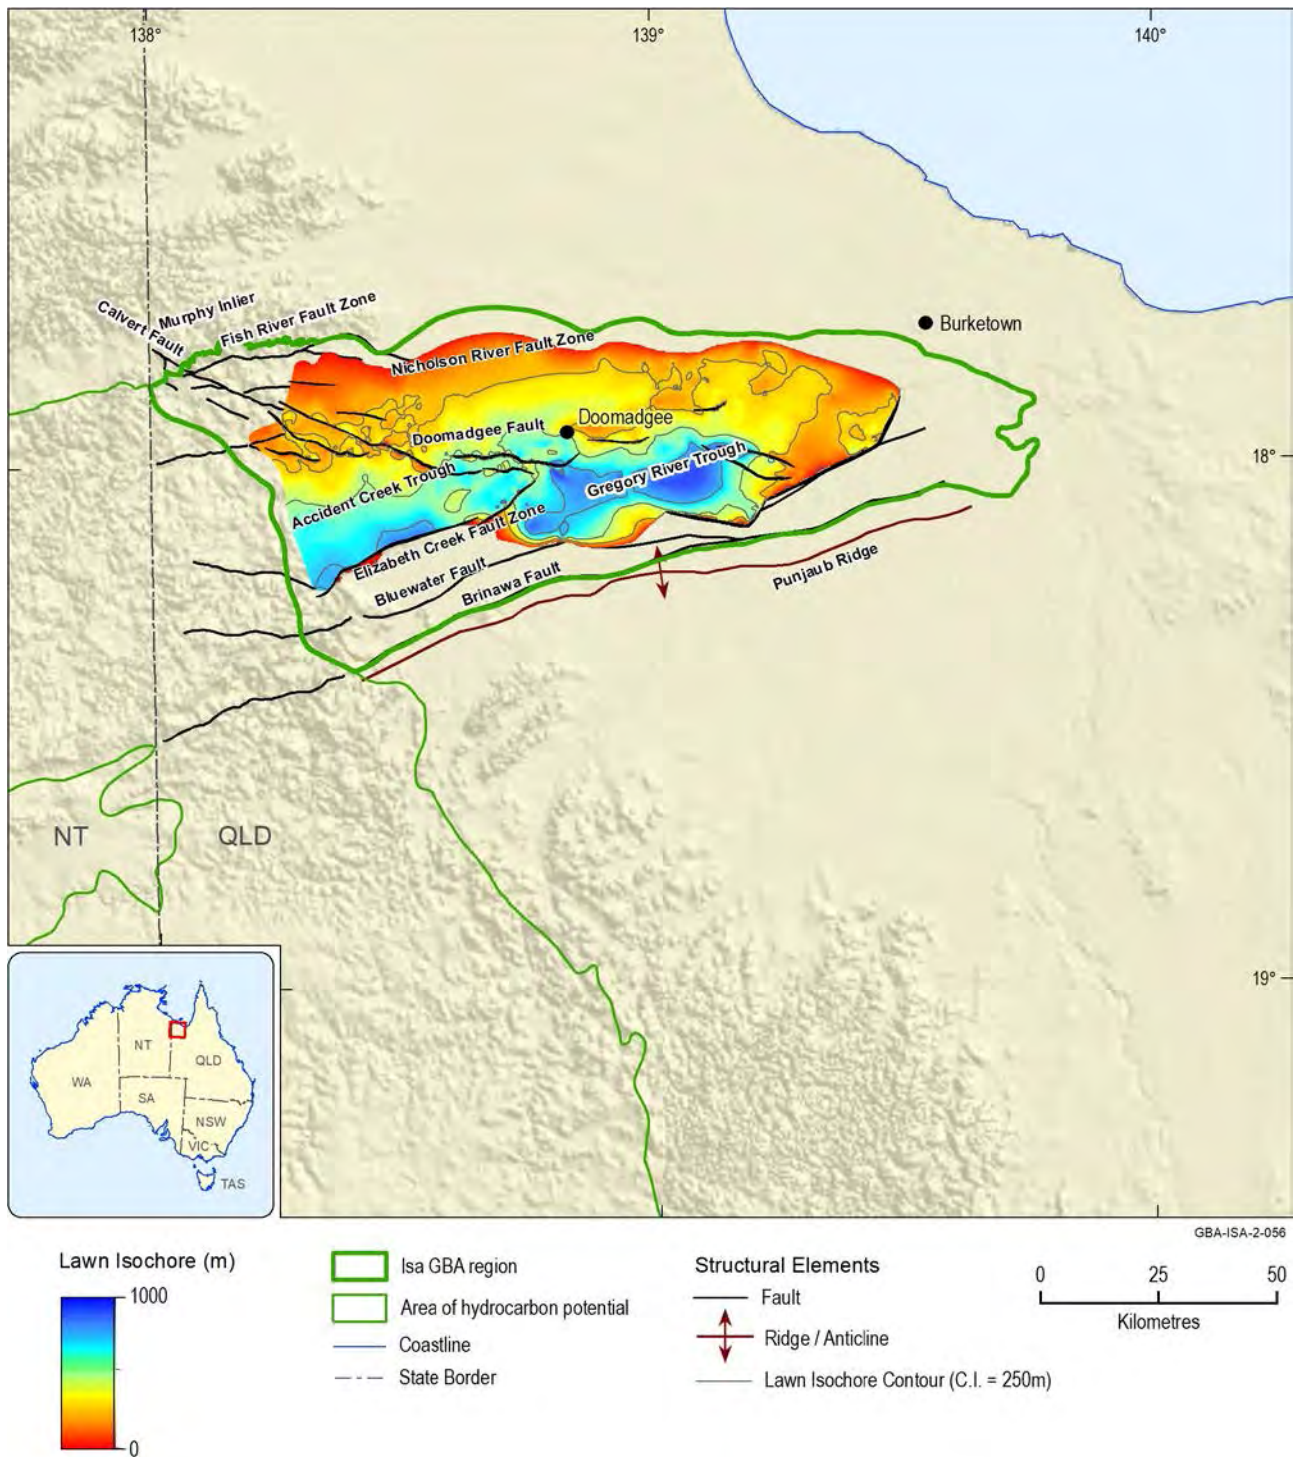 138°
139°
140°
Burketown
Murphy Inlier
Calvert Fault
Fish River Fault Zone
Nicholson River Fault Zone
Doomadgee
Doomadgee Fault
18°
Gregory River Trough
Accident Creek Trough
Elizabeth Creek Fault Zone
Bluewater Fault
Brinawa Fault
Punjaub Ridge
NT
QLD
19°
NT
QLD
WA
SA
NSW
VIC
TAS
GBA-ISA-2-056
Lawn Isochore (m)
1000
0
Isa GBA region
Area of hydrocarbon potential
Coastline
State Border
Structural Elements
Fault
Ridge / Anticline
Lawn Isochore Contour (C.I. = 250m)
0 25 50
Kilometres